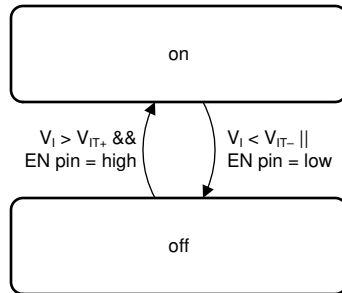 on
V_I > V_IT+ &&
EN pin = high
V_I < V_IT– ||
EN pin = low
off